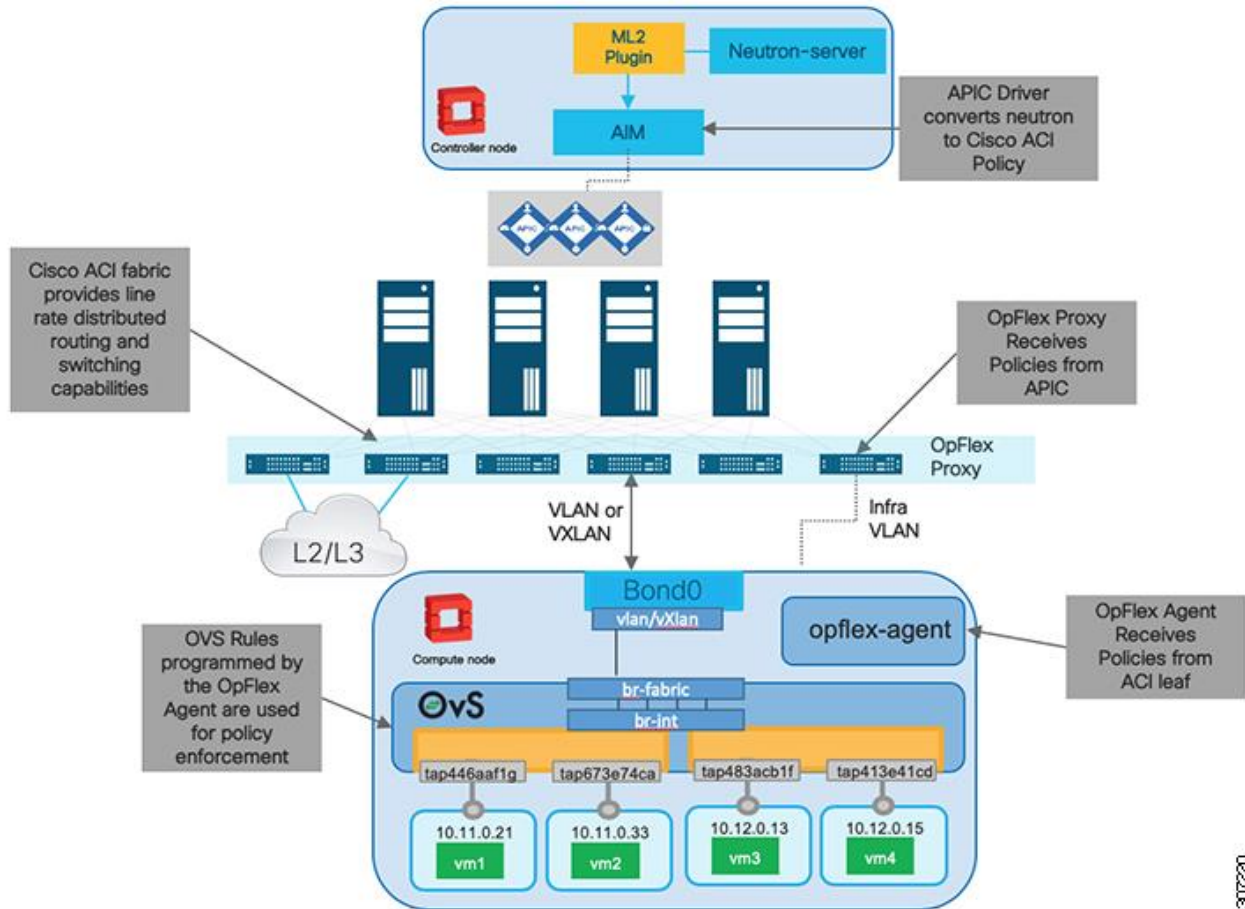 ML2
Plugin
Neutron-server
AIM
Controller node
APIC Driver
converts neutron
to Cisco ACI
Policy
APIC
APIC
APIC
Cisco ACI fabric
provides line
rate distributed
routing and
switching
capabilities
OpFlex Proxy
Receives
Policies from
APIC
OpFlex
Proxy
L2/L3
VLAN or
VXLAN
Infra
VLAN
Bond0
vlan/vXlan
Compute node
opflex-agent
OpFlex Agent
Receives
Policies from
ACI leaf
OVS Rules
programmed by
the OpFlex
Agent are used
for policy
enforcement
OvS
br-fabric
br-int
tap446aaf1g
tap673e74ca
tap483acb1f
tap413e41cd
10.11.0.21
10.11.0.33
10.12.0.13
10.12.0.15
vm1
vm2
vm3
vm4
307220